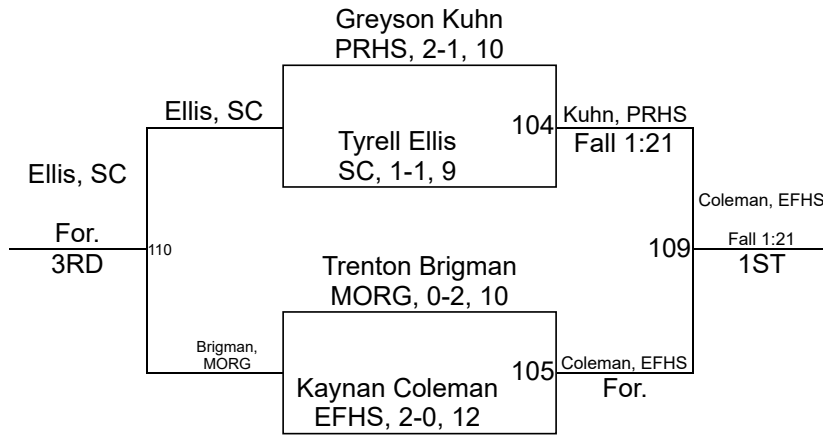 Greyson Kuhn
PRHS, 2-1, 10
Ellis, SC
104
Kuhn, PRHS
Tyrell Ellis
SC, 1-1, 9
Fall 1:21
Ellis, SC
Coleman, EFHS
For.
110
109
Fall 1:21
3RD
1ST
Trenton Brigman
MORG, 0-2, 10
Brigman,
MORG
105
Coleman, EFHS
Kaynan Coleman
EFHS, 2-0, 12
For.